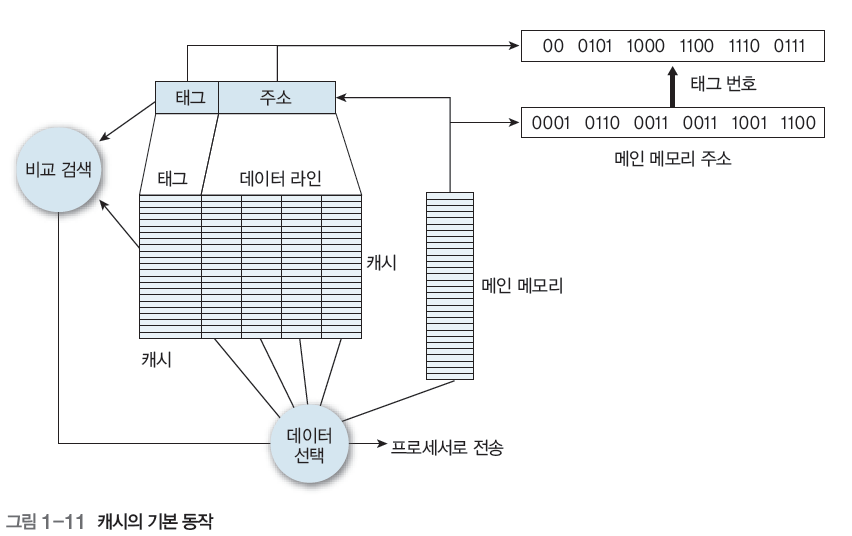 00 0101 1000 1100 1110 0111
태그 주소
태그 번호
0001 0110 0011 0011 1001 1100
메인 메모리 주소
비교 검색
태그 데이터 라인
캐시
메인 메모리
캐시
데이터
선택
프로세서로 전송
그림 1-11 캐시의 기본 동작